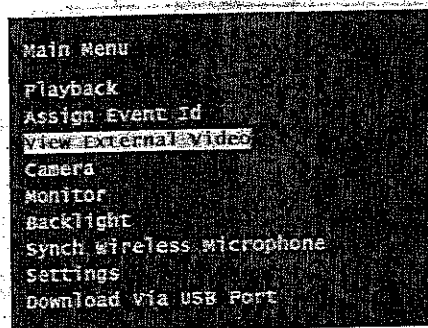 Main Menu
Playback
Assign Event Id
View External Video
Camera
Monitor
Backlight
Synch Wireless Microphone
Settings
Download Via USB Port